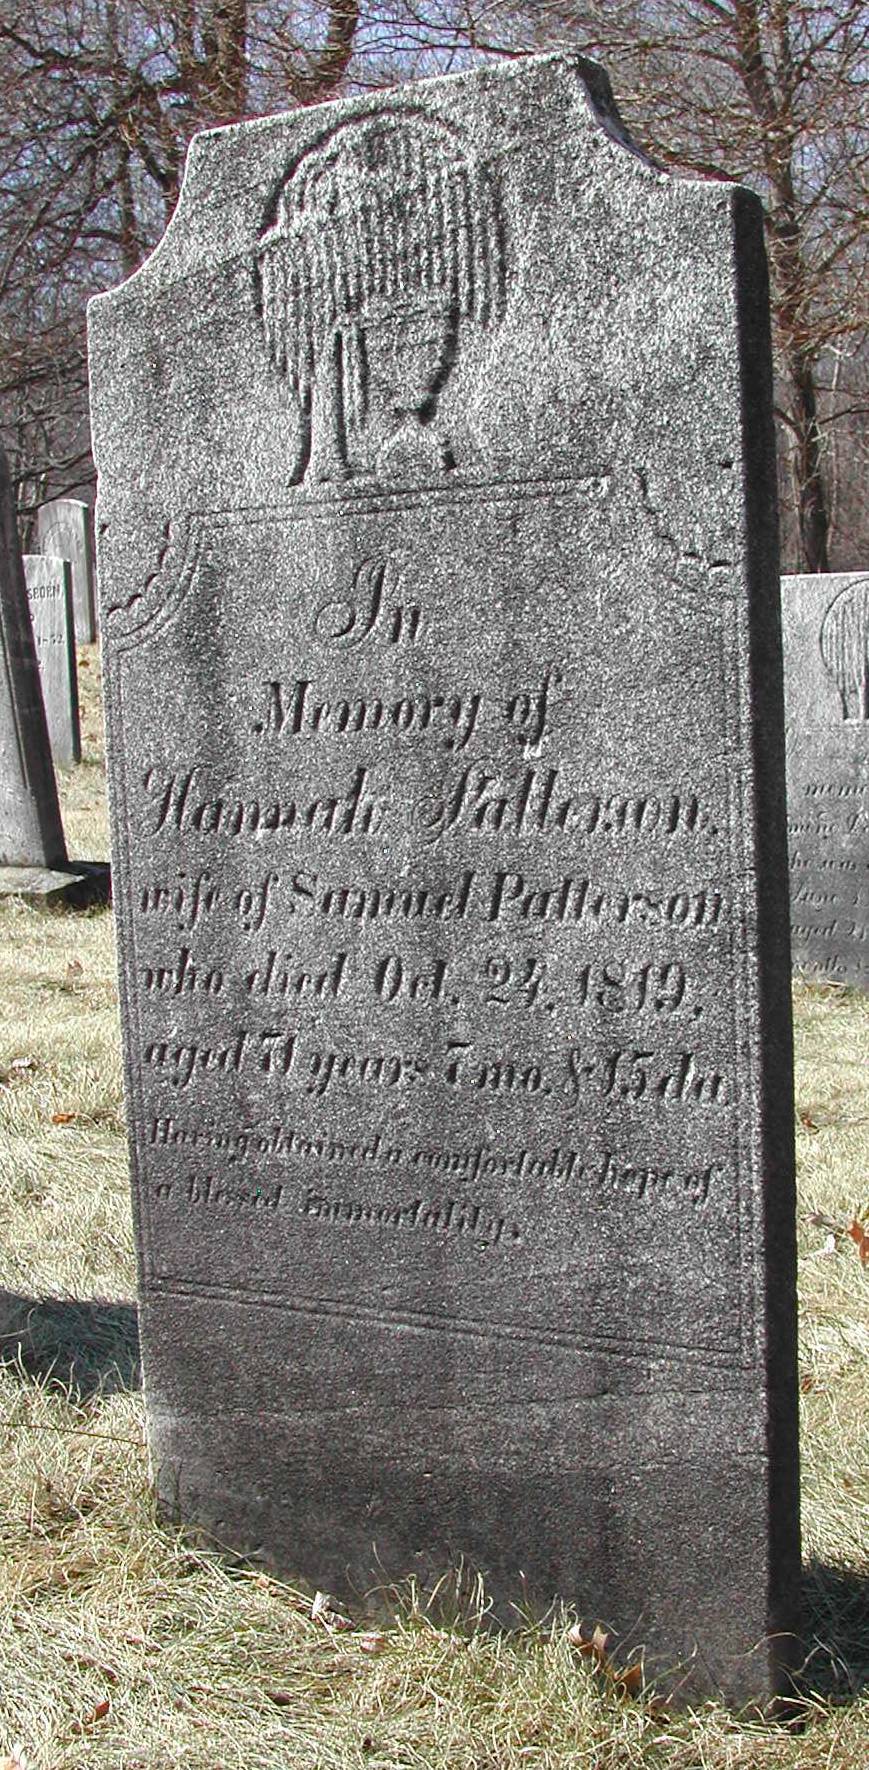 In
Memory of
Hannah Patterson,
wife of Samuel Patterson
who died Oct. 24, 1819,
aged 71 years 7 mo. & 15 da.
Having obtained a comfortable hope of
a blessed immortality.